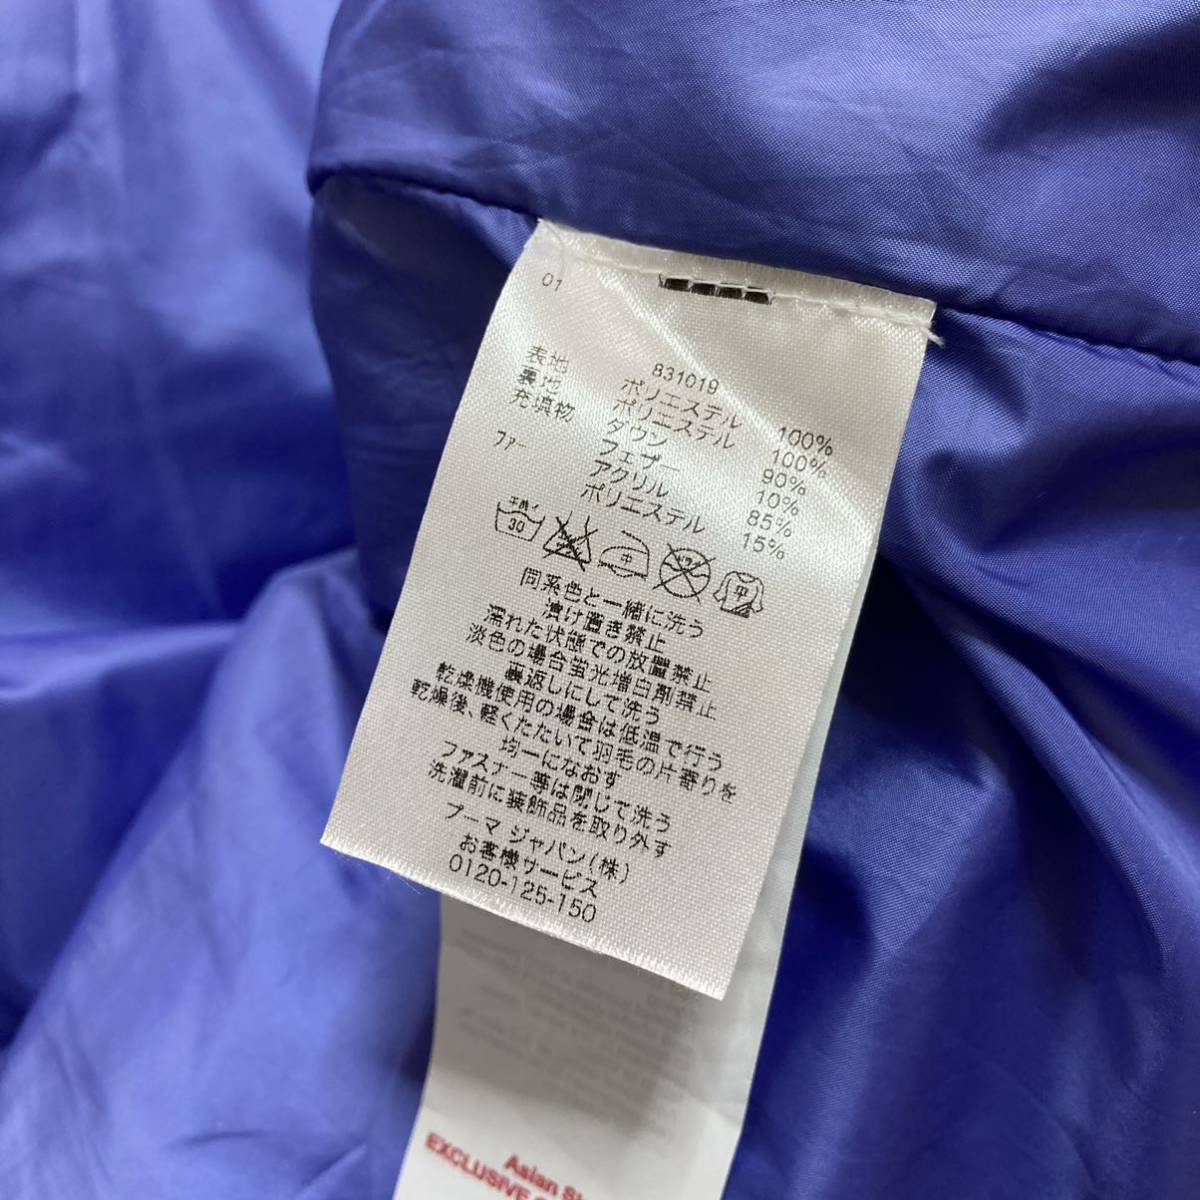 01
831019
表地 ポリエステル 100%
裏地 ポリエステル 100%
充填物 ダウン 90%
フェザー 10%
ファー アクリル 85%
ポリエステル 15%
30 中 中
同系色と一緒に洗う
漬け置き禁止
濡れた状態での放置禁止
淡色の場合蛍光増白剤禁止
裏返しにして洗う
乾燥機使用の場合は低温で行う
乾燥後、軽くたたいて羽毛の片寄りを
均一になおす
ファスナー等は閉じて洗う
洗濯前に装飾品を取り外す
プーマ ジャパン(株)
お客様サービス
0120-125-150
Asian
EXCLUSIVE